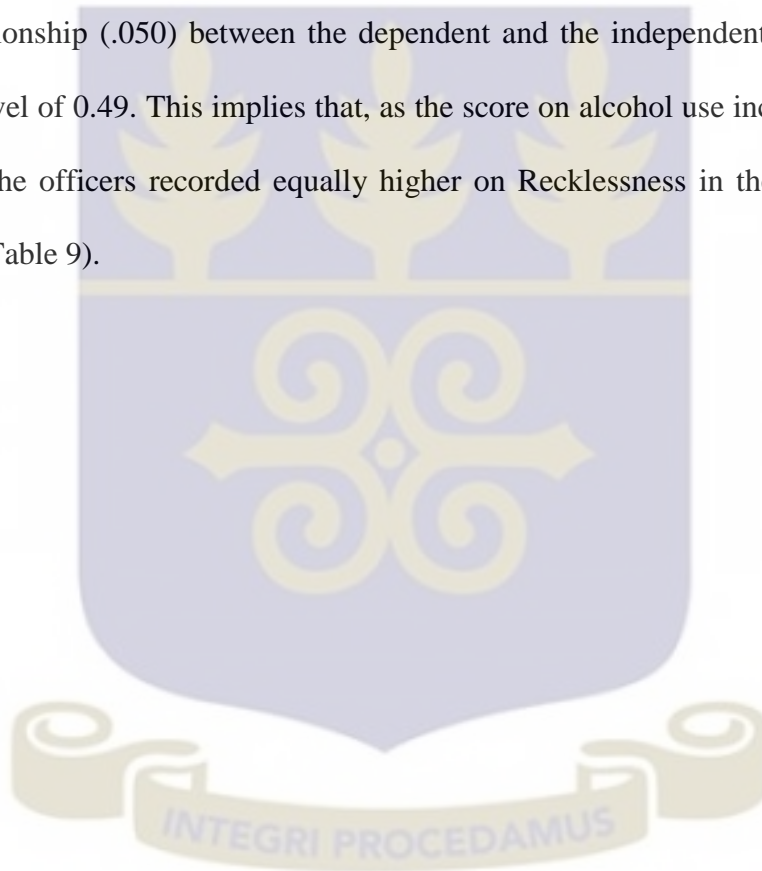 onship (.050) between the dependent and the independent
vel of 0.49. This implies that, as the score on alcohol use inc
he officers recorded equally higher on Recklessness in the
Table 9).
INTEGRI PROCEDAMUS